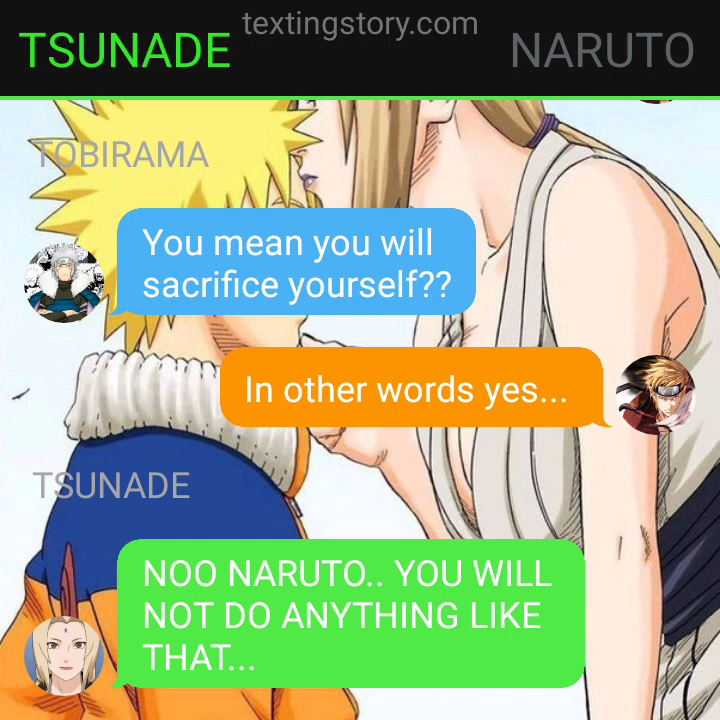 textingstory.com
TSUNADE
NARUTO
TOBIRAMA
You mean you will
sacrifice yourself??
In other words yes...
TSUNADE
NOO NARUTO.. YOU WILL
NOT DO ANYTHING LIKE
THAT...